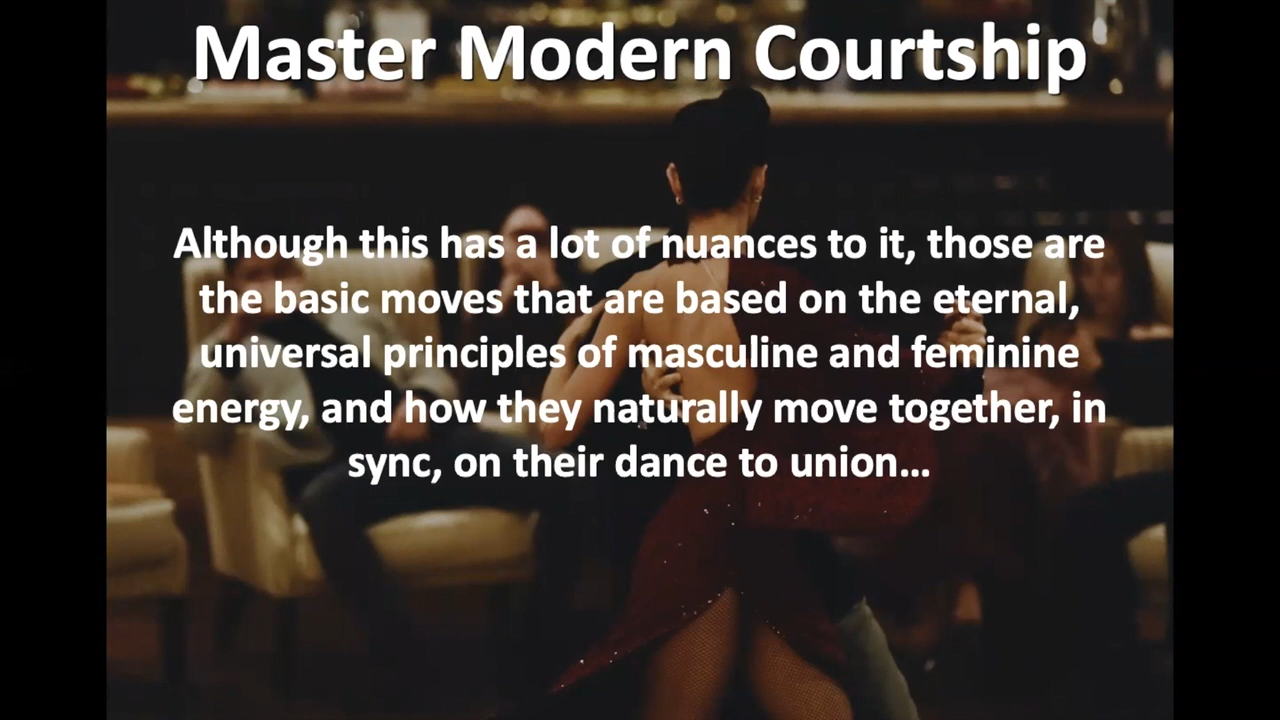 Master Modern Courtship
Although this has a lot of nuances to it, those are
the basic moves that are based on the eternal,
universal principles of masculine and feminine
energy, and how they naturally move together, in
sync, on their dance to union...